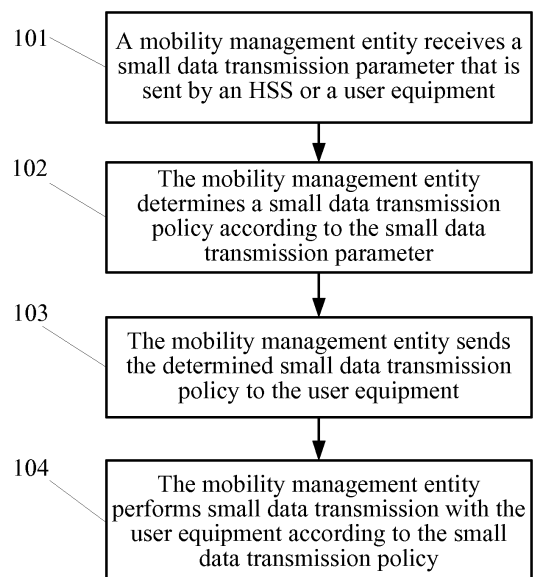 101
A mobility management entity receives a
small data transmission parameter that is
sent by an HSS or a user equipment
102
The mobility management entity
determines a small data transmission
policy according to the small data
transmission parameter
103
The mobility management entity sends
the determined small data transmission
policy to the user equipment
104
The mobility management entity
performs small data transmission with the
user equipment according to the small
data transmission policy